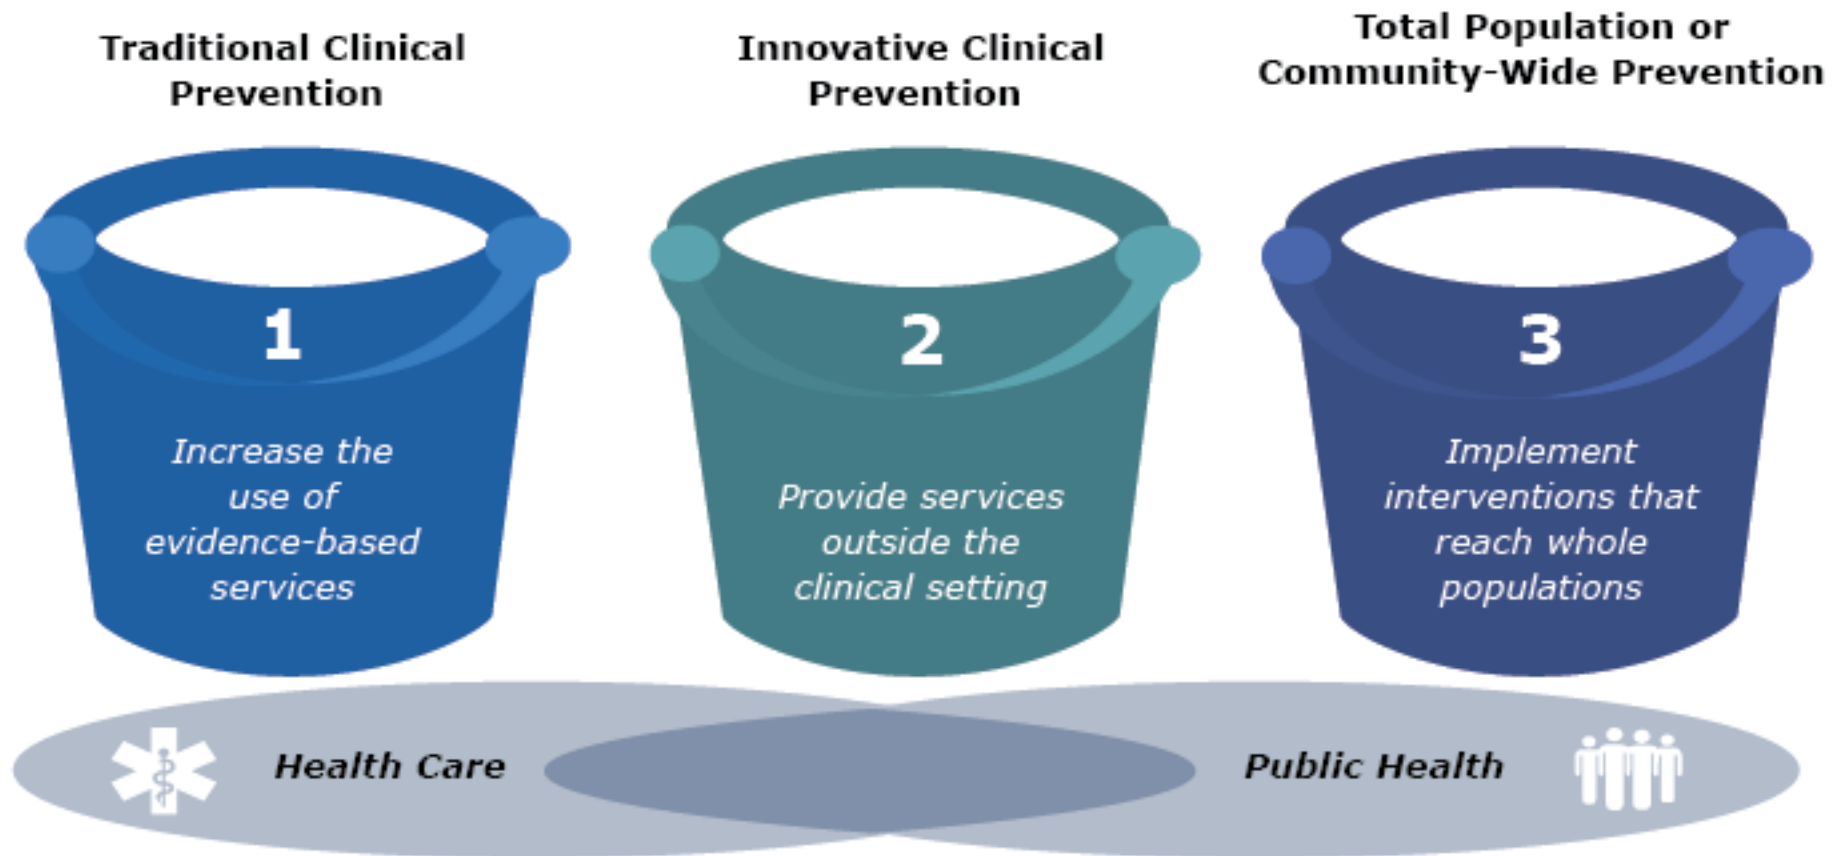 Traditional Clinical
Prevention
Innovative Clinical
Prevention
Total Population or
Community-Wide Prevention
1
Increase the
use of
evidence-based
services
2
Provide services
outside the
clinical setting
3
Implement
interventions that
reach whole
populations
Health Care
Public Health